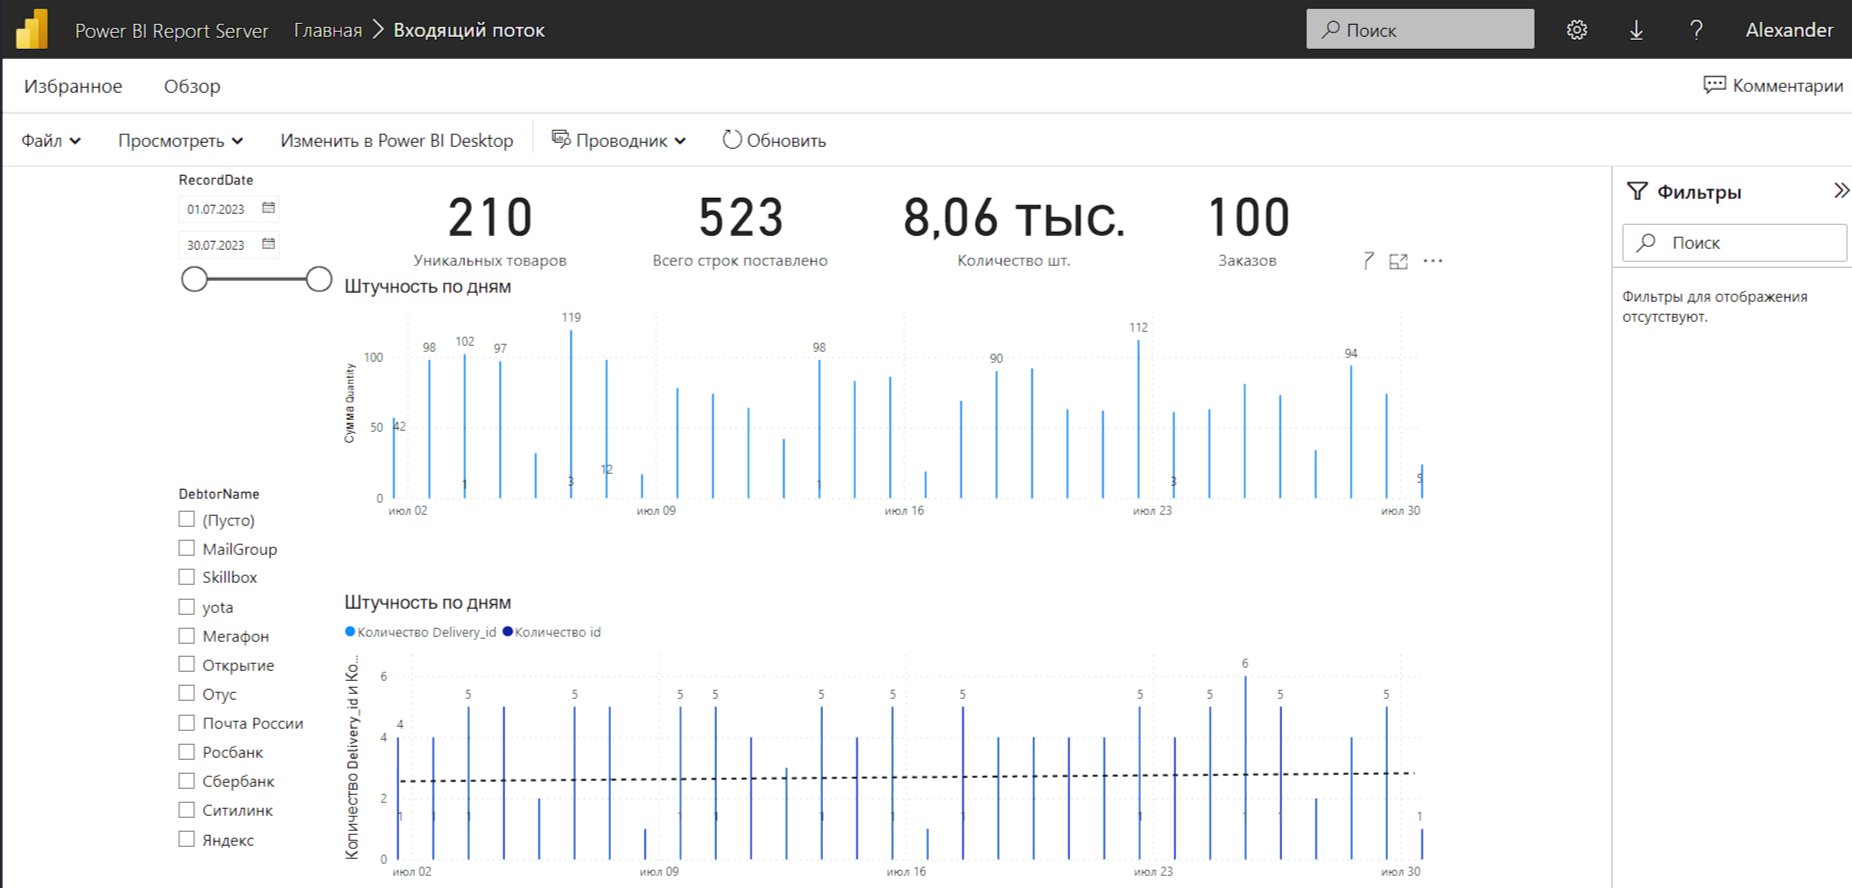 Power BI Report Server Главная Входящий поток Поиск ? Alexander
Избранное Обзор Комментарии
Файл Просмотреть Изменить в Power BI Desktop Проводник Обновить
RecordDate
01.07.2023
30.07.2023
210
Уникальных товаров
523
Всего строк поставлено
8,06 тыс.
Количество шт.
100
Заказов
Фильтры
Поиск
Фильтры для отображения
отсутствуют.
Штучность по дням
Сумма Quantity
100
50
0
42 98 102 97 119 12 98 90 112 94
1 3 1 3 5
июл 02 июл 09 июл 16 июл 23 июл 30
DebtorName
(Пусто)
MailGroup
Skillbox
yota
Мегафон
Открытие
Отус
Почта России
Росбанк
Сбербанк
Ситилинк
Яндекс
Штучность по дням
Количество Delivery_id Количество id
Количество Delivery_id и Ко...
6
4
2
0
4 5 5 5 5 5 5 5 5 5 6 5 5
1 1 1 1 1 1 1 1 1 1 1 1 1
июл 02 июл 09 июл 16 июл 23 июл 30